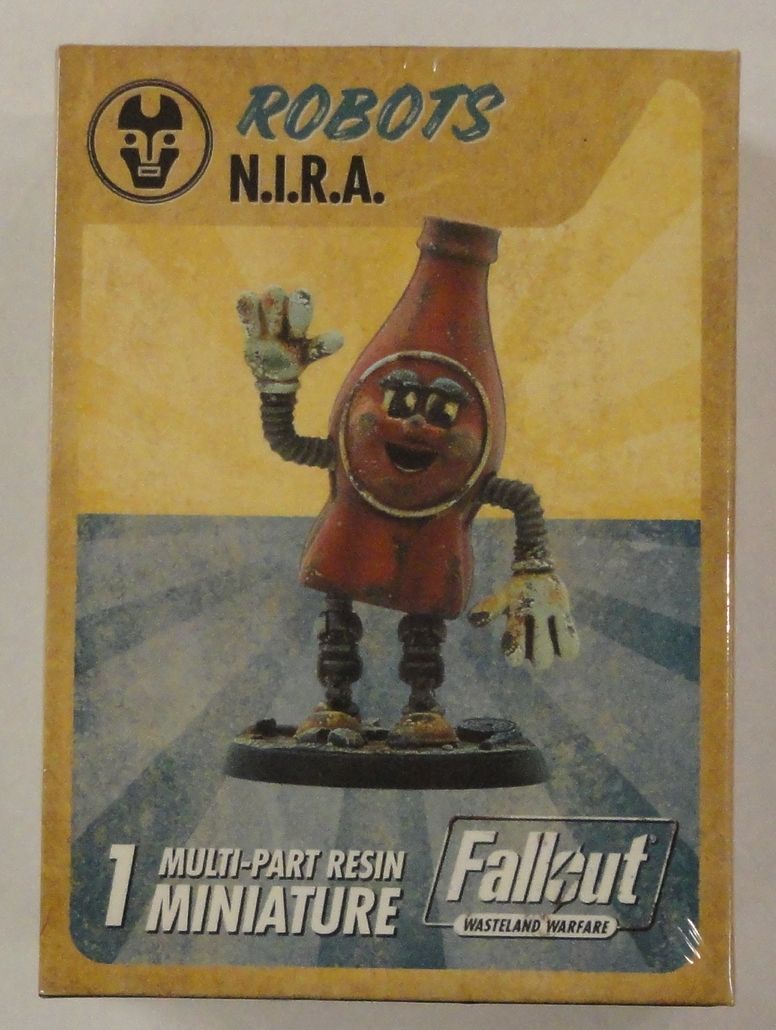 ROBOTS
N.I.R.A.
1 MULTI-PART RESIN
MINIATURE
Fallout®
WASTELAND WARFARE